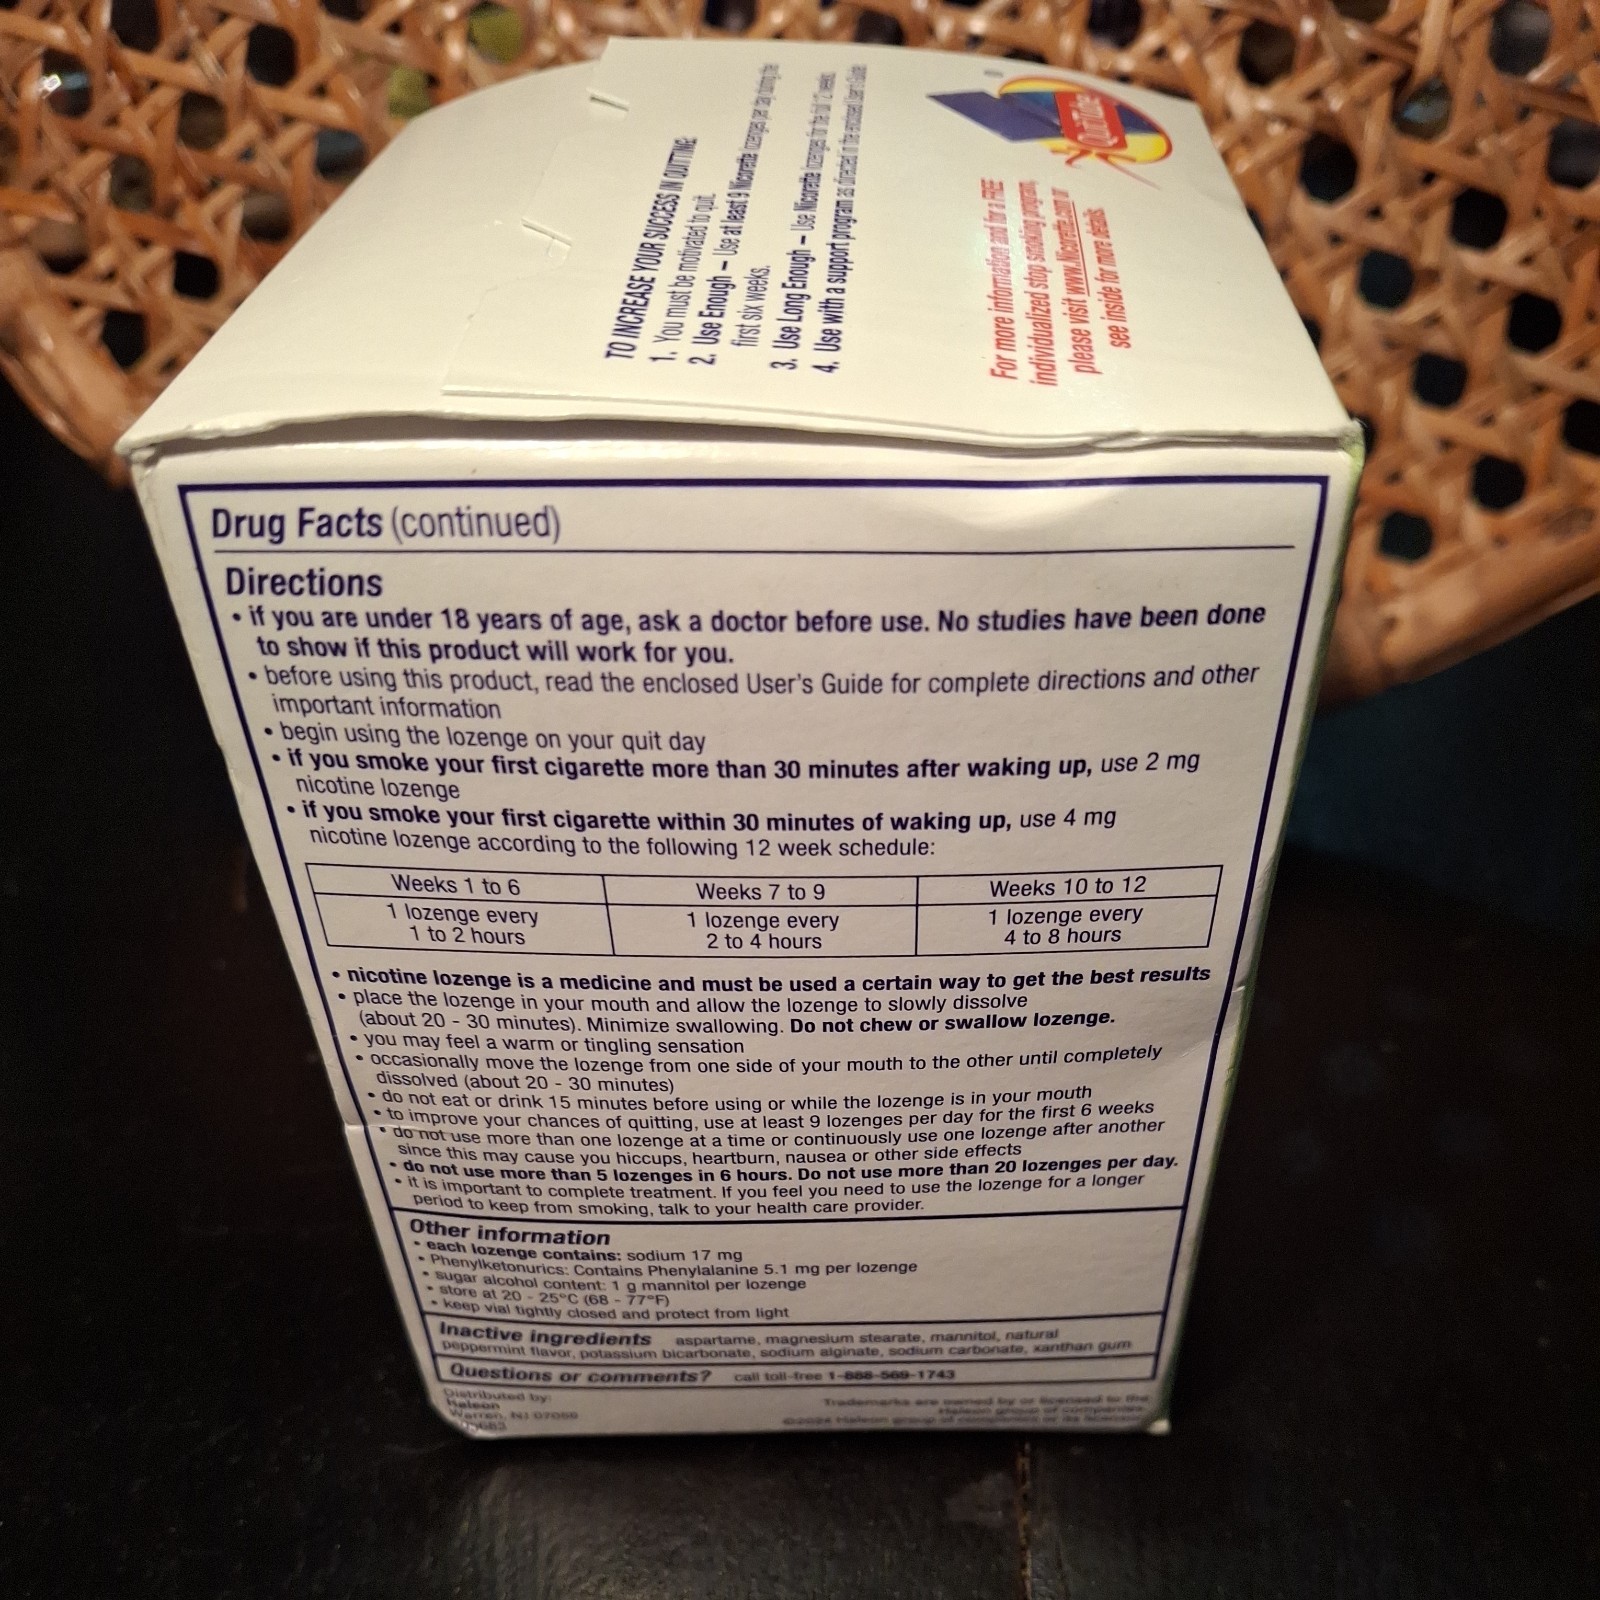 TO INCREASE YOUR SUCCESS IN QUITTING:
1. You must be motivated to quit.
2. Use Enough – Use at least 9 Nicorette lozenges per day during the
first six weeks.
3. Use Long Enough – Use Nicorette lozenges for the full 12 weeks.
4. Use with a support program as directed in the enclosed User's Guide
For more information and for a FREE
individualized stop smoking program,
please visit www.Nicorette.com or
see inside for more details.
Drug Facts (continued)
Directions
• if you are under 18 years of age, ask a doctor before use. No studies have been done
to show if this product will work for you.
• before using this product, read the enclosed User's Guide for complete directions and other
important information
• begin using the lozenge on your quit day
• if you smoke your first cigarette more than 30 minutes after waking up, use 2 mg
nicotine lozenge
• if you smoke your first cigarette within 30 minutes of waking up, use 4 mg
nicotine lozenge according to the following 12 week schedule:
Weeks 1 to 6 Weeks 7 to 9 Weeks 10 to 12
1 lozenge every 1 lozenge every 1 lozenge every
1 to 2 hours 2 to 4 hours 4 to 8 hours
• nicotine lozenge is a medicine and must be used a certain way to get the best results
• place the lozenge in your mouth and allow the lozenge to slowly dissolve
(about 20 - 30 minutes). Minimize swallowing. Do not chew or swallow lozenge.
• you may feel a warm or tingling sensation
• occasionally move the lozenge from one side of your mouth to the other until completely
dissolved (about 20 - 30 minutes)
• do not eat or drink 15 minutes before using or while the lozenge is in your mouth
• to improve your chances of quitting, use at least 9 lozenges per day for the first 6 weeks
• do not use more than one lozenge at a time or continuously use one lozenge after another
since this may cause you hiccups, heartburn, nausea or other side effects
• do not use more than 5 lozenges in 6 hours. Do not use more than 20 lozenges per day.
• it is important to complete treatment. If you feel you need to use the lozenge for a longer
period to keep from smoking, talk to your health care provider.
Other information
• each lozenge contains: sodium 17 mg
• Phenylketonurics: Contains Phenylalanine 5.1 mg per lozenge
• sugar alcohol content: 1 g mannitol per lozenge
• store at 20 - 25°C (68 - 77°F)
• keep vial tightly closed and protect from light
Inactive ingredients aspartame, magnesium stearate, mannitol, natural
peppermint flavor, potassium bicarbonate, sodium alginate, sodium carbonate, xanthan gum
Questions or comments? call toll-free 1-888-569-1743
Distributed by:
Haleon
Warren, NJ 07059
Trademarks are owned by or licensed to the
Haleon group of companies.
©2024 Haleon group of companies or its licensor.